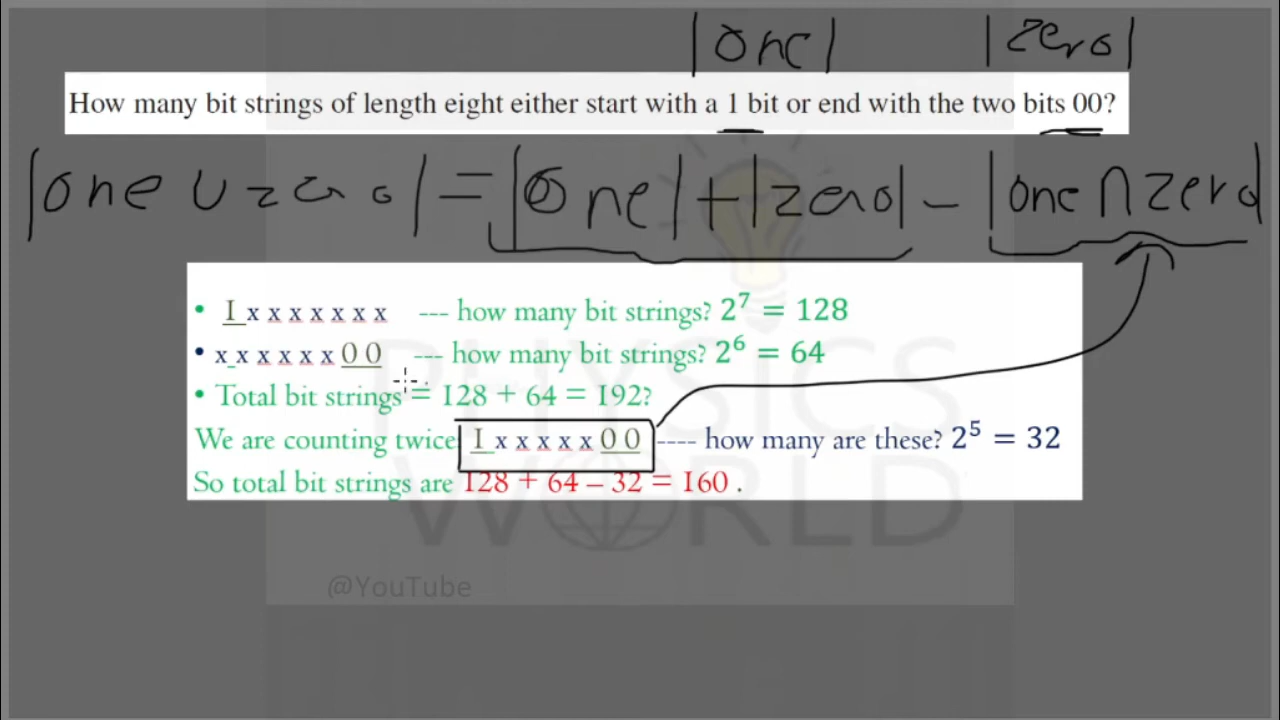 |one| |zero|
How many bit strings of length eight either start with a 1 bit or end with the two bits 00?
|one ∪ zero| = |one| + |zero| - |one ∩ zero|
• 1 x x x x x x x --- how many bit strings? 2⁷ = 128
• x x x x x x 0 0 --- how many bit strings? 2⁶ = 64
• Total bit strings = 128 + 64 = 192?
We are counting twice 1 x x x x x 0 0 ---- how many are these? 2⁵ = 32
So total bit strings are 128 + 64 – 32 = 160 .
PHYSICS
WORLD
@YouTube